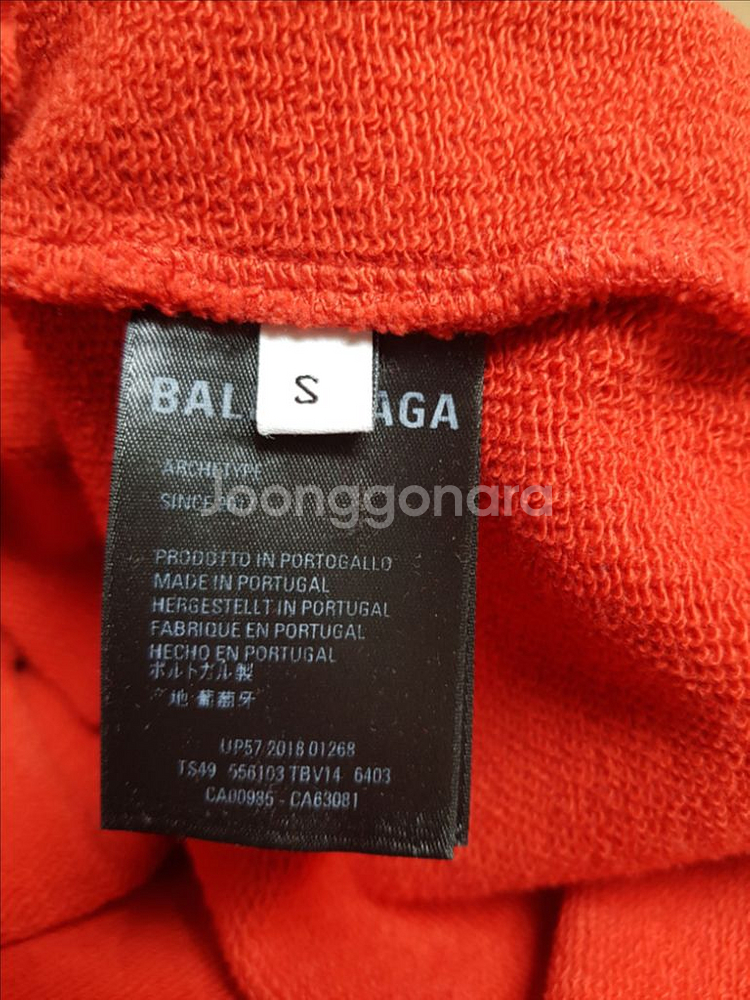 S
BAL AGA
ARCHETYPE
SINCE
Joonggonara
PRODOTTO IN PORTOGALLO
MADE IN PORTUGAL
HERGESTELLT IN PORTUGAL
FABRIQUE EN PORTUGAL
HECHO EN PORTUGAL
ポルトガル製
地 葡萄牙
UP57 2018 01268
TS49 556103 TBV14 6403
CA00985 - CA63081